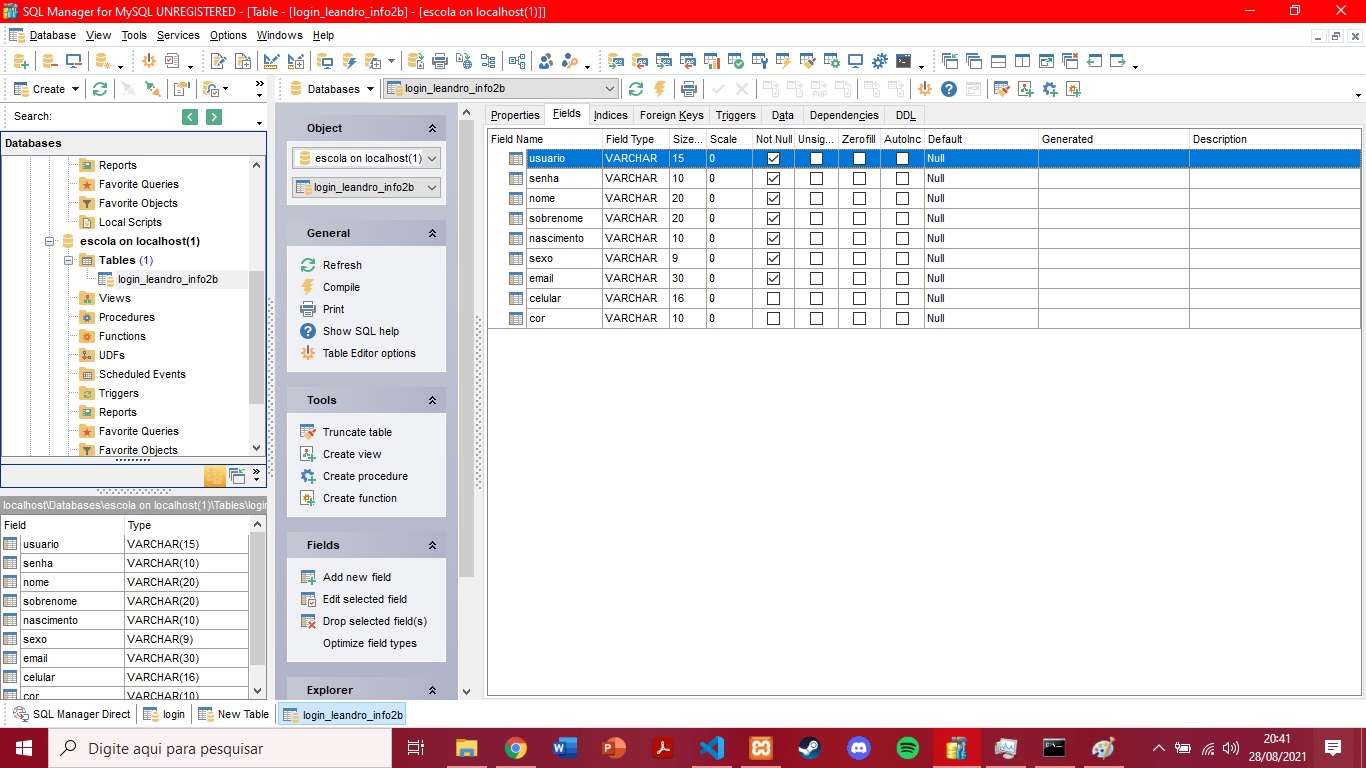 SQL Manager for MySQL UNREGISTERED - [Table - [login_leandro_info2b] - [escola on localhost(1)]]
Database View Tools Services Options Windows Help
Create
Databases login_leandro_info2b
Search:
Databases
Reports
Favorite Queries
Favorite Objects
Local Scripts
escola on localhost(1)
Tables (1)
login_leandro_info2b
Views
Procedures
Functions
UDFs
Scheduled Events
Triggers
Reports
Favorite Queries
Favorite Objects
localhost\Databases\escola on localhost(1)\Tables\login
Field Type
usuario VARCHAR(15)
senha VARCHAR(10)
nome VARCHAR(20)
sobrenome VARCHAR(20)
nascimento VARCHAR(10)
sexo VARCHAR(9)
email VARCHAR(30)
celular VARCHAR(16)
cor VARCHAR(10)
Object
escola on localhost(1)
login_leandro_info2b
General
Refresh
Compile
Print
Show SQL help
Table Editor options
Tools
Truncate table
Create view
Create procedure
Create function
Fields
Add new field
Edit selected field
Drop selected field(s)
Optimize field types
Explorer
Properties Fields Indices Foreign Keys Triggers Data Dependencies DDL
Field Name Field Type Size... Scale Not Null Unsig... Zerofill AutoInc Default Generated Description
usuario VARCHAR 15 0 Null
senha VARCHAR 10 0 Null
nome VARCHAR 20 0 Null
sobrenome VARCHAR 20 0 Null
nascimento VARCHAR 10 0 Null
sexo VARCHAR 9 0 Null
email VARCHAR 30 0 Null
celular VARCHAR 16 0 Null
cor VARCHAR 10 0 Null
SQL Manager Direct login New Table login_leandro_info2b
Digite aqui para pesquisar
20:41
28/08/2021